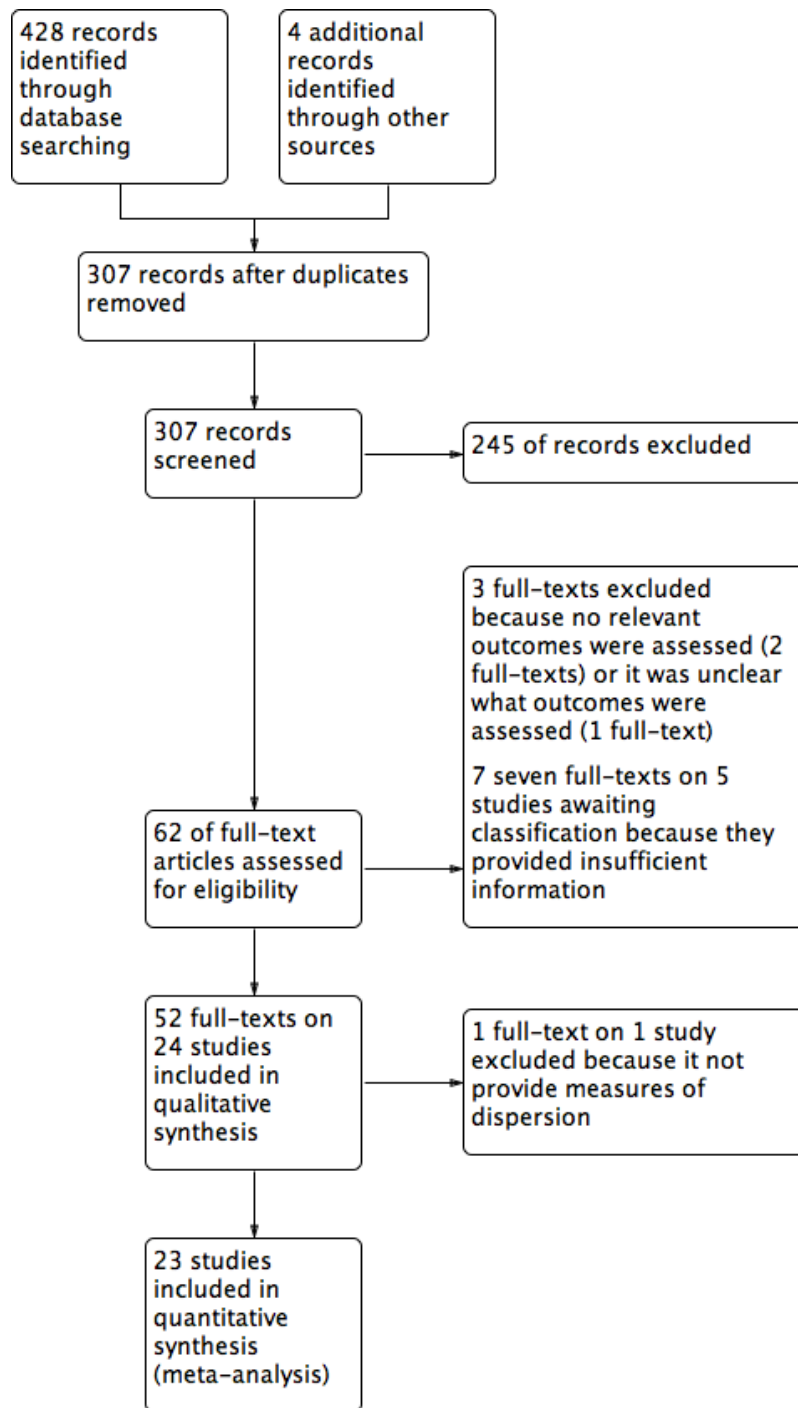 428 records
identified
through
database
searching
4 additional
records
identified
through other
sources
307 records after duplicates
removed
307 records
screened
245 of records excluded
3 full-texts excluded
because no relevant
outcomes were assessed (2
full-texts) or it was unclear
what outcomes were
assessed (1 full-text)
7 seven full-texts on 5
studies awaiting
classification because they
provided insufficient
information
62 of full-text
articles assessed
for eligibility
52 full-texts on
24 studies
included in
qualitative
synthesis
1 full-text on 1 study
excluded because it not
provide measures of
dispersion
23 studies
included in
quantitative
synthesis
(meta-analysis)